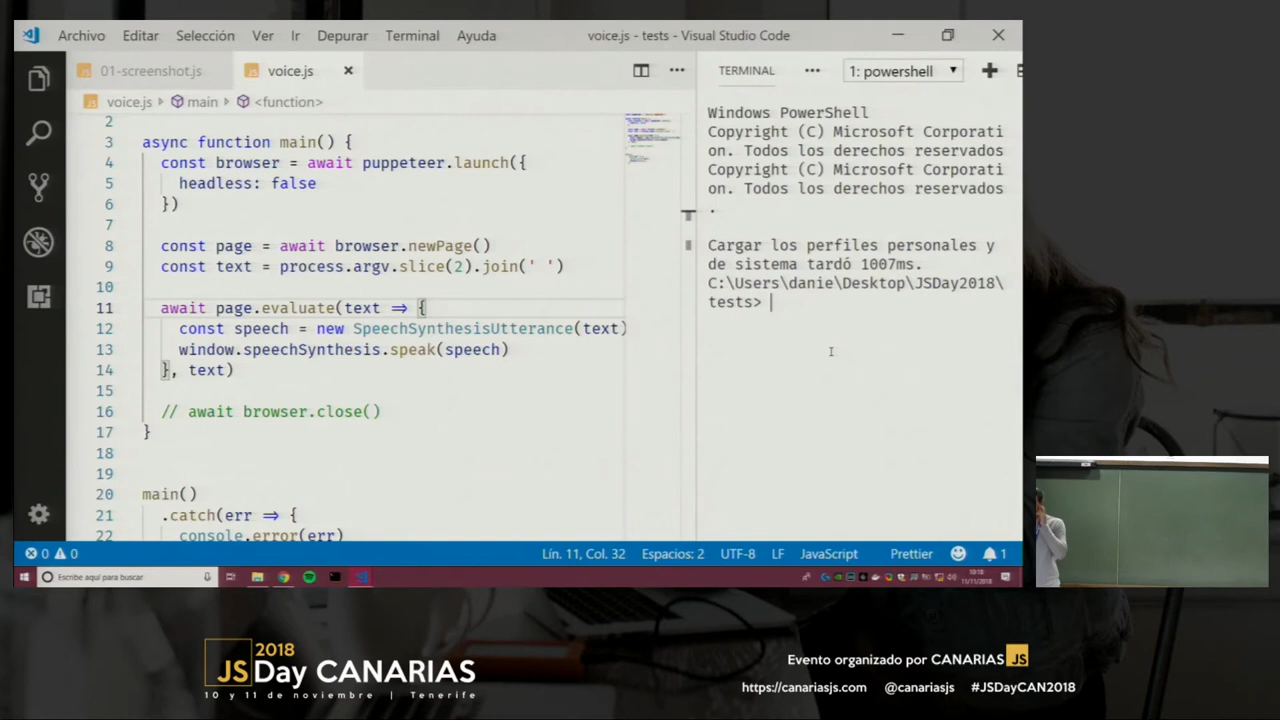 Archivo Editar Selección Ver Ir Depurar Terminal Ayuda voice.js - tests - Visual Studio Code
01-screenshot.js voice.js
TERMINAL 1: powershell
voice.js main <function>
2
3 async function main() {
4 const browser = await puppeteer.launch({
5 headless: false
6 })
7
8 const page = await browser.newPage()
9 const text = process.argv.slice(2).join(' ')
10
11 await page.evaluate(text => {
12 const speech = new SpeechSynthesisUtterance(text)
13 window.speechSynthesis.speak(speech)
14 }, text)
15
16 // await browser.close()
17 }
18
19
20 main()
21 .catch(err => {
22 console.error(err)
Windows PowerShell
Copyright (C) Microsoft Corporati
on. Todos los derechos reservados
Copyright (C) Microsoft Corporati
on. Todos los derechos reservados
.
Cargar los perfiles personales y
de sistema tardó 1007ms.
C:\Users\danie\Desktop\JSDay2018\
tests>
0 0 Lín. 11, Col. 32 Espacios: 2 UTF-8 LF JavaScript Prettier 1
Escribe aquí para buscar
10:18
11/11/2018
2018
JSDay CANARIAS
10 y 11 de noviembre | Tenerife
Evento organizado por CANARIAS JS
https://canariasjs.com @canariasjs #JSDayCAN2018